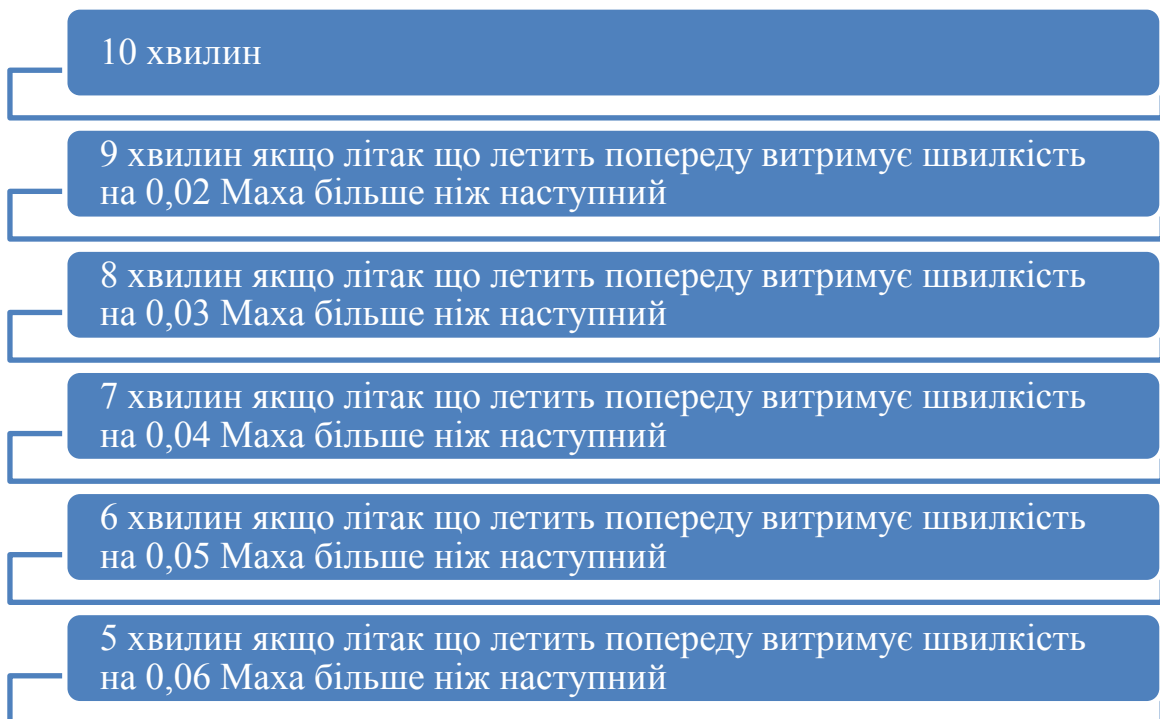 10 хвилин
9 хвилин якщо літак що летить попереду витримує швилкість
на 0,02 Маха більше ніж наступний
8 хвилин якщо літак що летить попереду витримує швилкість
на 0,03 Маха більше ніж наступний
7 хвилин якщо літак що летить попереду витримує швилкість
на 0,04 Маха більше ніж наступний
6 хвилин якщо літак що летить попереду витримує швилкість
на 0,05 Маха більше ніж наступний
5 хвилин якщо літак що летить попереду витримує швилкість
на 0,06 Маха більше ніж наступний